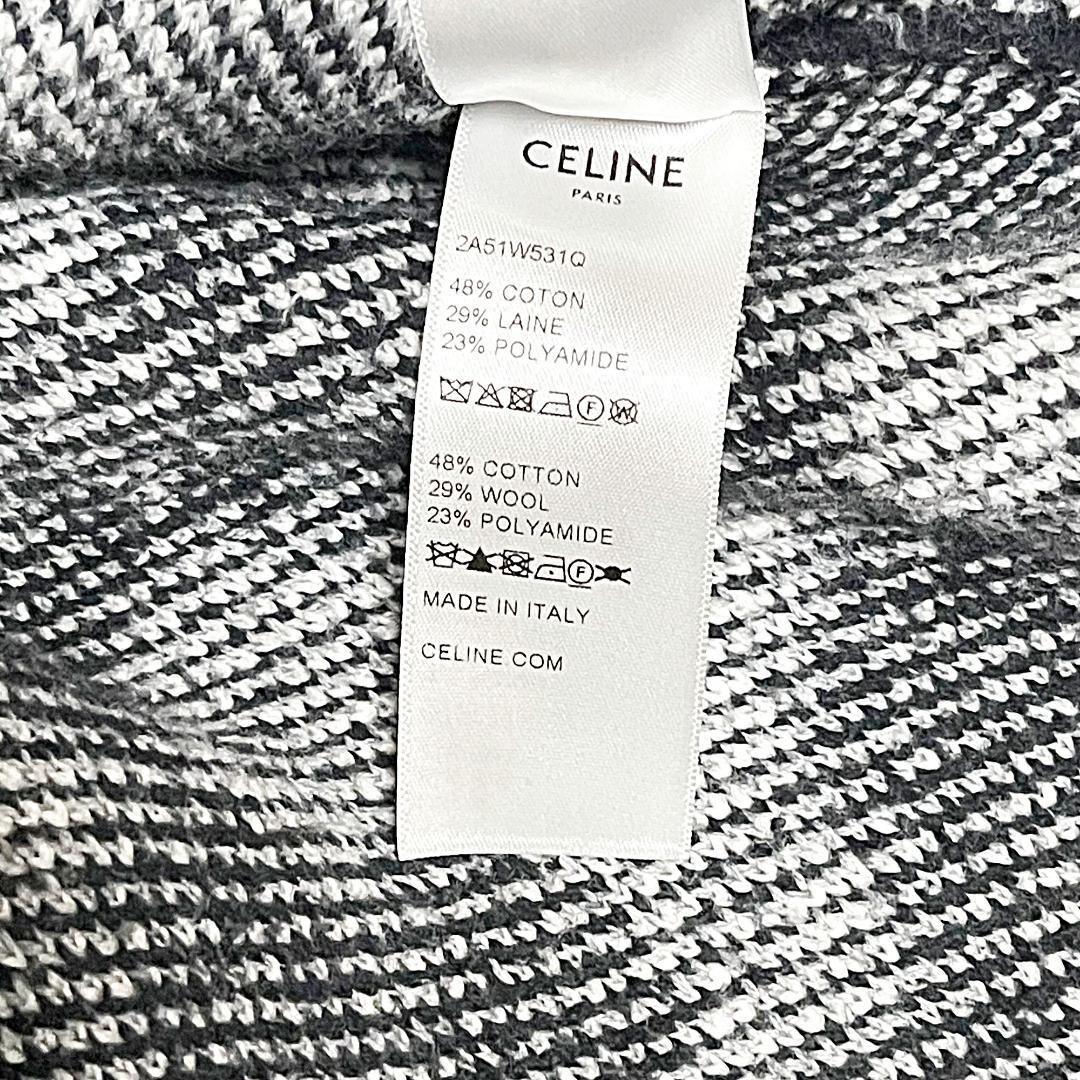 CELINE
PARIS
2A51W531Q
48% COTON
29% LAINE
23% POLYAMIDE
F W
48% COTTON
29% WOOL
23% POLYAMIDE
F
MADE IN ITALY
CELINE.COM